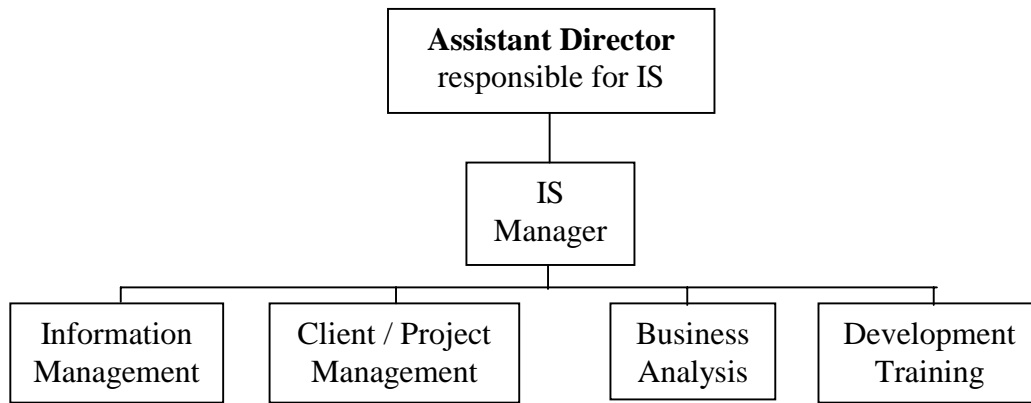 Assistant Director
responsible for IS
IS
Manager
Information
Management
Client / Project
Management
Business
Analysis
Development
Training